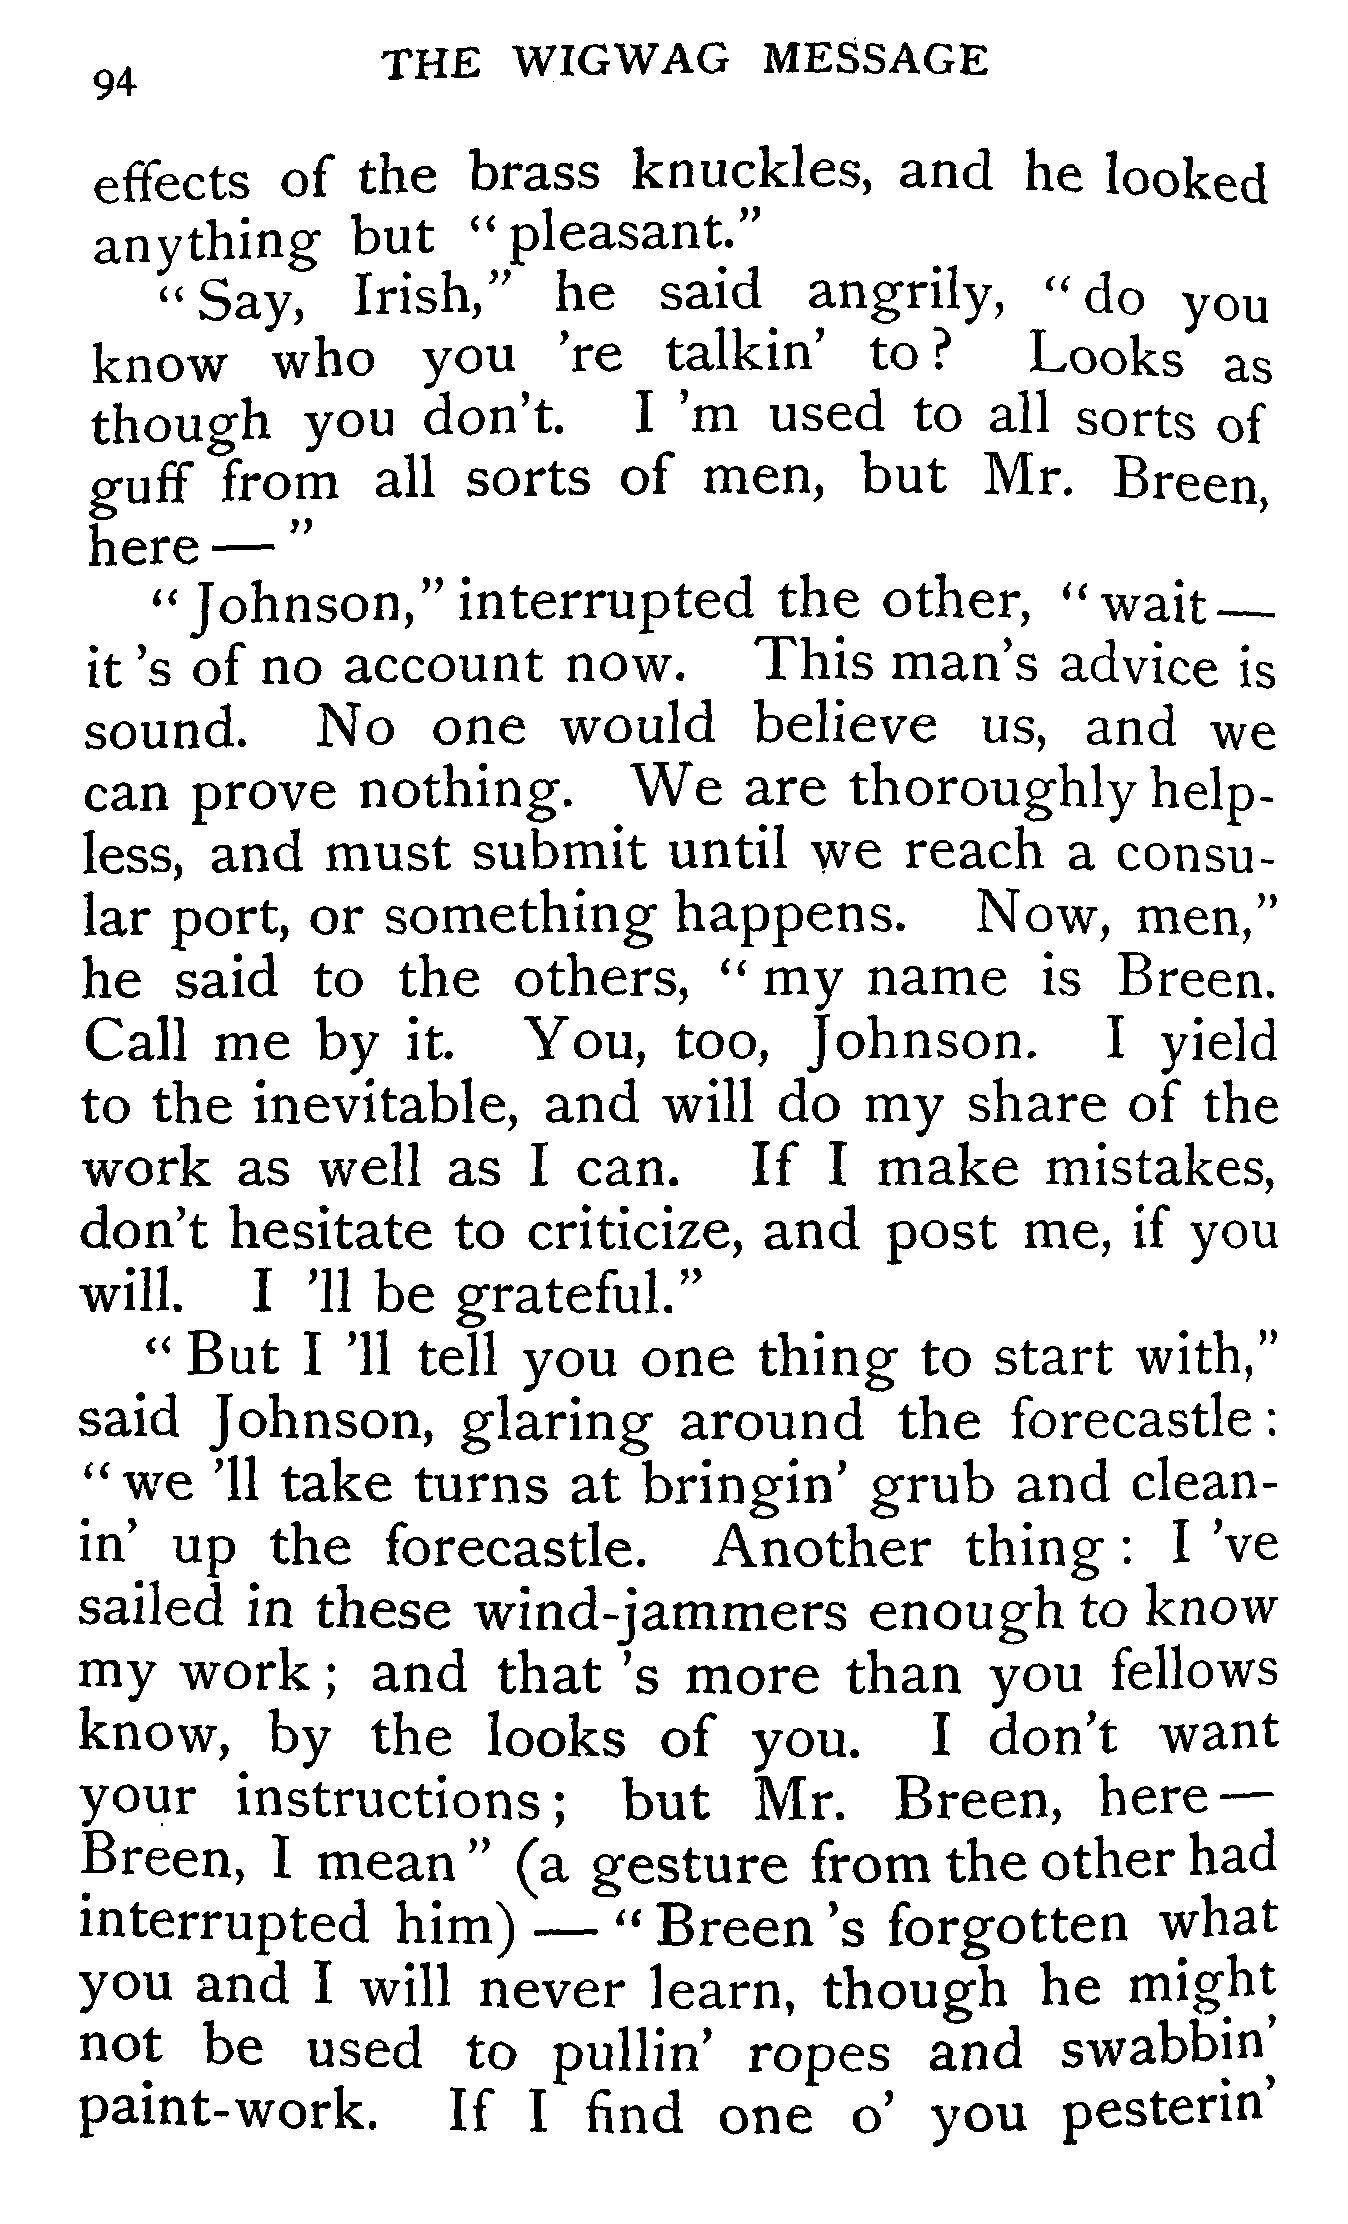 94 THE WIGWAG MESSAGE
effects of the brass knuckles, and he looked
anything but “pleasant.”
“Say, Irish,” he said angrily, “do you
know who you 're talkin' to? Looks as
though you don't. I 'm used to all sorts of
guff from all sorts of men, but Mr. Breen,
here—”
“Johnson,” interrupted the other, “wait—
it 's of no account now. This man's advice is
sound. No one would believe us, and we
can prove nothing. We are thoroughly help-
less, and must submit until we reach a consu-
lar port, or something happens. Now, men,”
he said to the others, “my name is Breen.
Call me by it. You, too, Johnson. I yield
to the inevitable, and will do my share of the
work as well as I can. If I make mistakes,
don't hesitate to criticize, and post me, if you
will. I 'll be grateful.”
“But I 'll tell you one thing to start with,”
said Johnson, glaring around the forecastle:
“we 'll take turns at bringin' grub and clean-
in' up the forecastle. Another thing: I 've
sailed in these wind-jammers enough to know
my work; and that 's more than you fellows
know, by the looks of you. I don't want
your instructions; but Mr. Breen, here—
Breen, I mean” (a gesture from the other had
interrupted him)—“Breen 's forgotten what
you and I will never learn, though he might
not be used to pullin' ropes and swabbin'
paint-work. If I find one o' you pesterin'